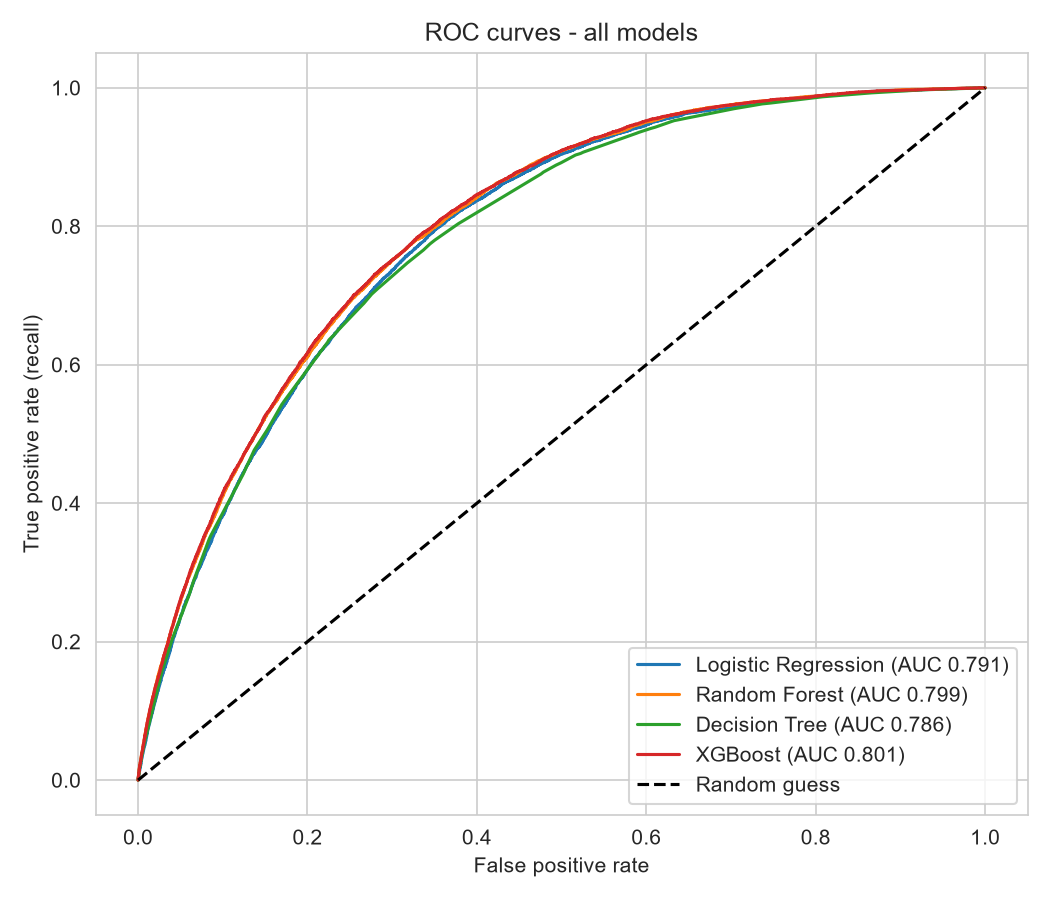 ROC curves - all models
1.0
0.8
0.6
0.4
0.2
0.0
True positive rate (recall)
Logistic Regression (AUC 0.791)
Random Forest (AUC 0.799)
Decision Tree (AUC 0.786)
XGBoost (AUC 0.801)
Random guess
0.0 0.2 0.4 0.6 0.8 1.0
False positive rate